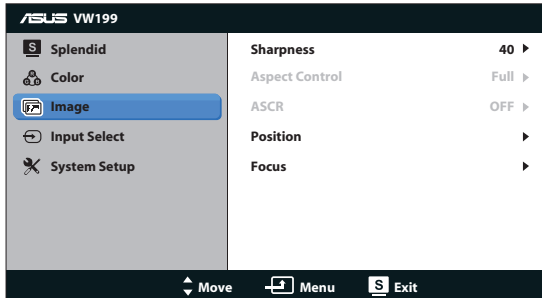 ASUS VW199
S Splendid
Color
Image
Input Select
System Setup
Sharpness 40
Aspect Control Full
ASCR OFF
Position
Focus
Move Menu S Exit